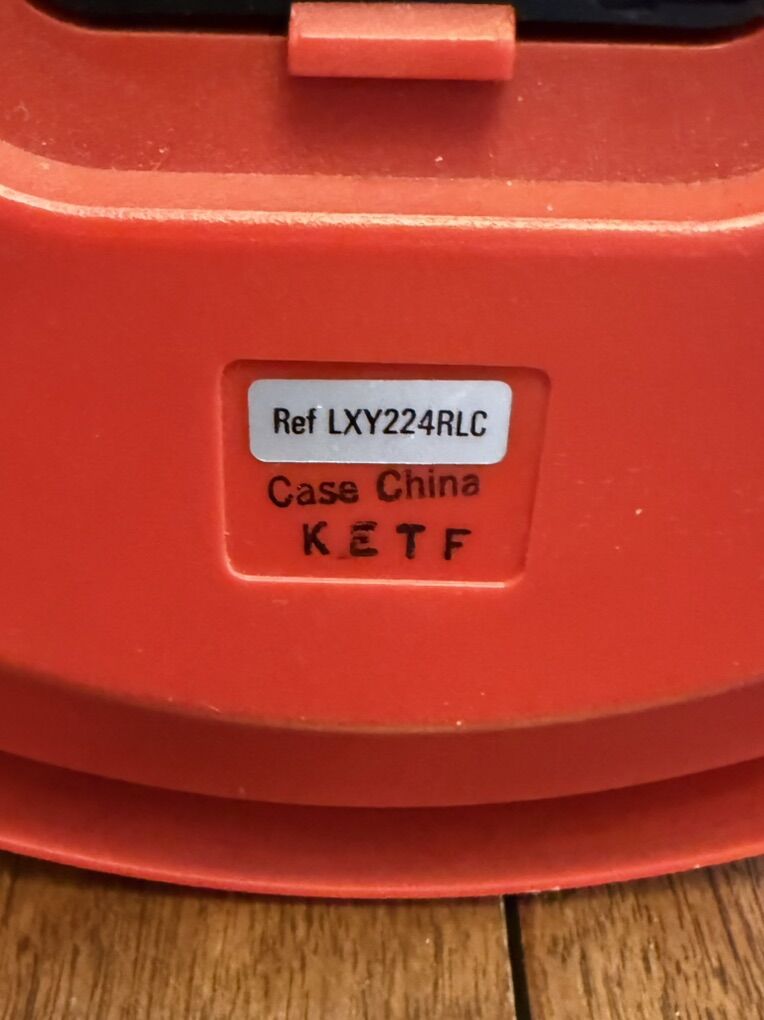 Ref LXY224RLC
Case China
KETF